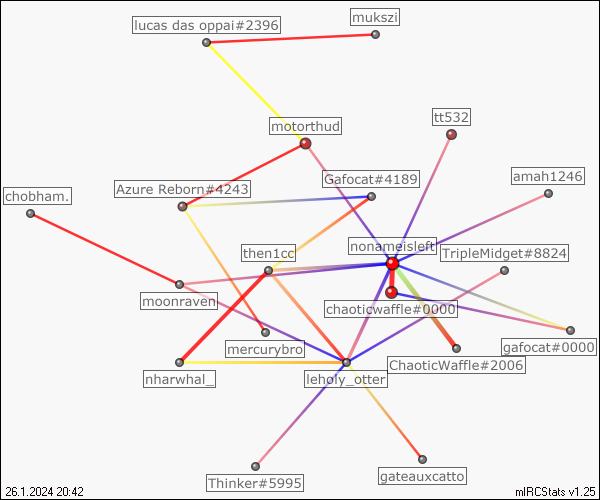 lucas das oppai#2396
mukszi
motorthud
tt532
Gafocat#4189
amah1246
Azure Reborn#4243
chobham.
nonameisleft
then1cc
TripleMidget#8824
moonraven
chaoticwaffle#0000
mercurybro
gafocat#0000
ChaoticWaffle#2006
nharwhal_
leholy_otter
Thinker#5995
gateauxcatto
26.1.2024 20:42
mIRCStats v1.25